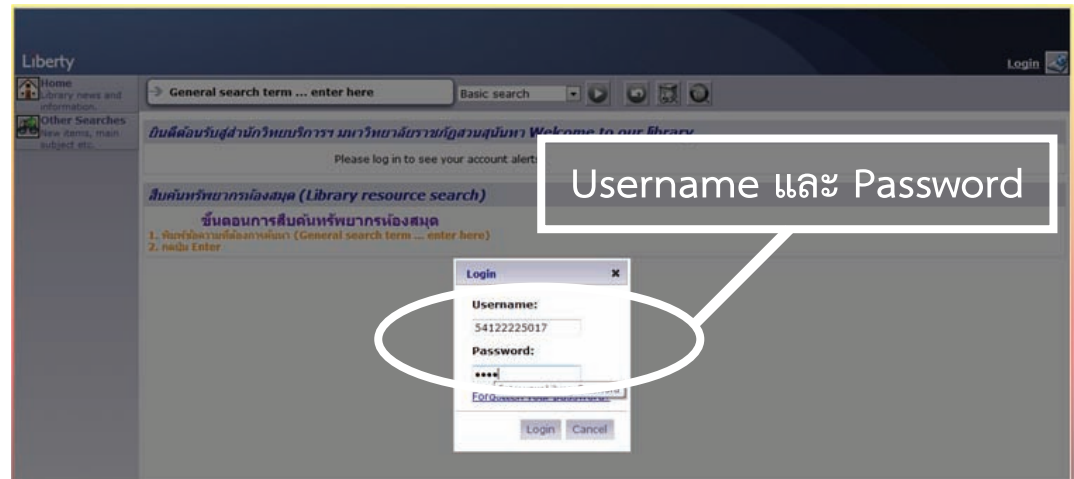 Liberty
Login
Home
Library news and
information.
Other Searches
New items, main
subject etc.
General search term ... enter here
Basic search
ยินดีต้อนรับสู่สำนักวิทยบริการฯ มหาวิทยาลัยราชภัฏสวนสุนันทา Welcome to our library
Please log in to see your account alerts
Username และ Password
สืบค้นทรัพยากรห้องสมุด (Library resource search)
ขั้นตอนการสืบค้นทรัพยากรห้องสมุด
1. พิมพ์ข้อความที่ต้องการค้นหา (General search term ... enter here)
2. กดปุ่ม Enter
Login
Username:
54122225017
Password:
••••
Forgotten your password?
Login Cancel